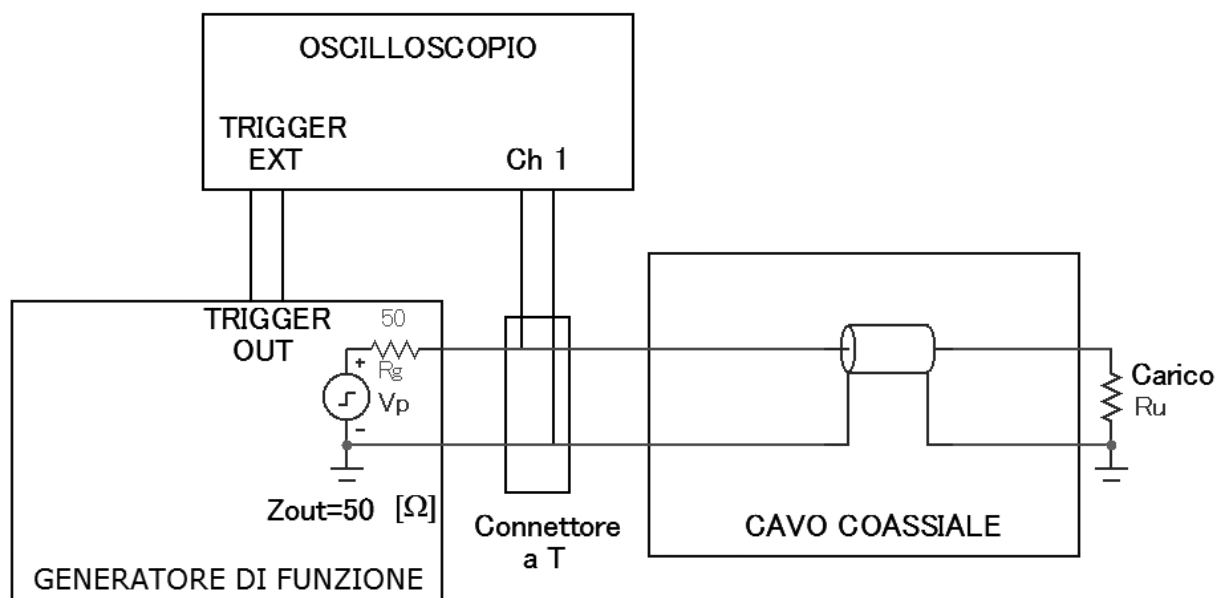 OSCILLOSCOPIO
TRIGGER
EXT
Ch 1
TRIGGER
OUT
50
Rg
+
Vp
-
Zout=50 [Ω]
GENERATORE DI FUNZIONE
Connettore
a T
CAVO COASSIALE
Carico
Ru